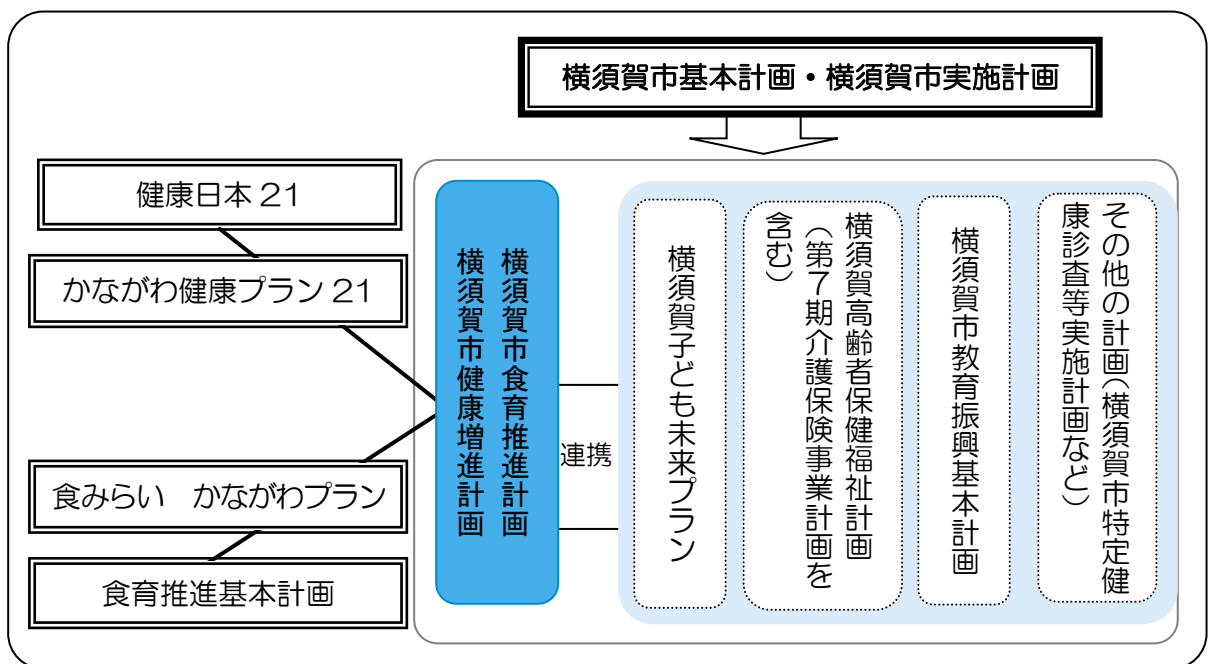 横須賀市基本計画・横須賀市実施計画
健康日本 21
かながわ健康プラン 21
食みらい　かながわプラン
食育推進基本計画
横須賀市食育推進計画
横須賀市健康増進計画
連携
横須賀子ども未来プラン
横須賀高齢者保健福祉計画
（第７期介護保険事業計画を
含む）
横須賀市教育振興基本計画
その他の計画（横須賀市特定健
康診査等実施計画など）